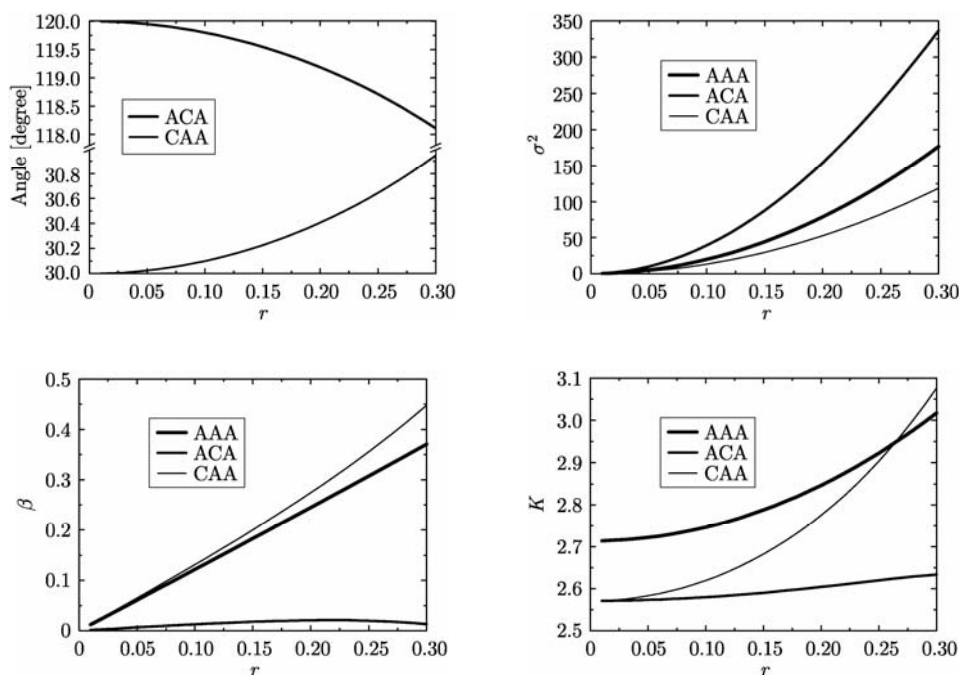 120.0
119.5
119.0
118.5
118.0
30.8
30.6
30.4
30.2
30.0
Angle [degree]
ACA
CAA
0 0.05 0.10 0.15 0.20 0.25 0.30
r
350
300
250
200
150
100
50
0
σ²
AAA
ACA
CAA
0 0.05 0.10 0.15 0.20 0.25 0.30
r
0.5
0.4
0.3
0.2
0.1
0
β
AAA
ACA
CAA
0 0.05 0.10 0.15 0.20 0.25 0.30
r
3.1
3.0
2.9
2.8
2.7
2.6
2.5
K
AAA
ACA
CAA
0 0.05 0.10 0.15 0.20 0.25 0.30
r